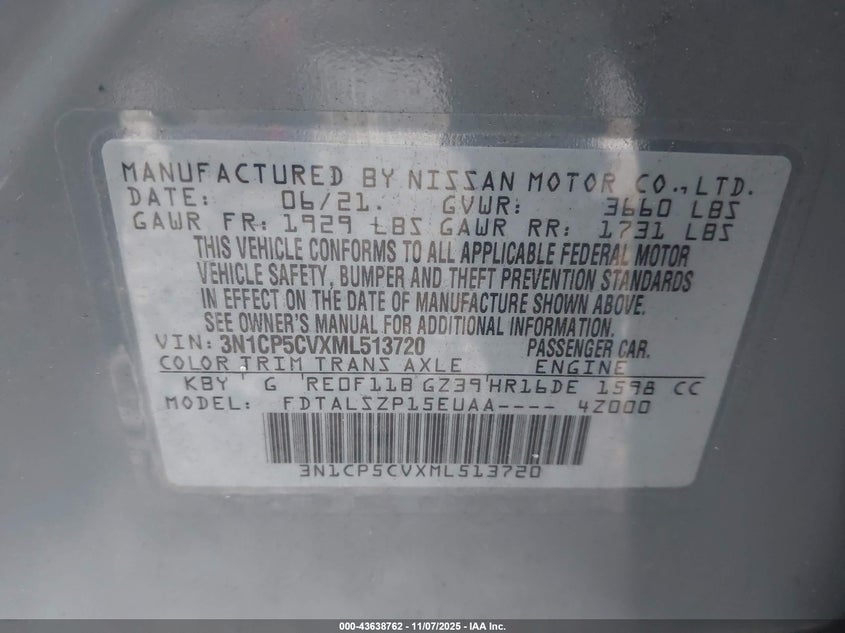 MANUFACTURED BY NISSAN MOTOR CO., LTD.
DATE: 06/21. GVWR: 3660 LBS
GAWR FR: 1929 LBS GAWR RR: 1731 LBS
THIS VEHICLE CONFORMS TO ALL APPLICABLE FEDERAL MOTOR
VEHICLE SAFETY, BUMPER AND THEFT PREVENTION STANDARDS
IN EFFECT ON THE DATE OF MANUFACTURE SHOWN ABOVE.
SEE OWNER'S MANUAL FOR ADDITIONAL INFORMATION.
VIN: 3N1CP5CVXML513720 PASSENGER CAR.
COLOR TRIM TRANS AXLE ENGINE
KBY G RE0F11B GZ39 HR16DE 1598 CC
MODEL: FDTALSZP15EUAA---- 4Z000
3N1CP5CVXML513720
000-43638762 - 11/07/2025 - IAA Inc.